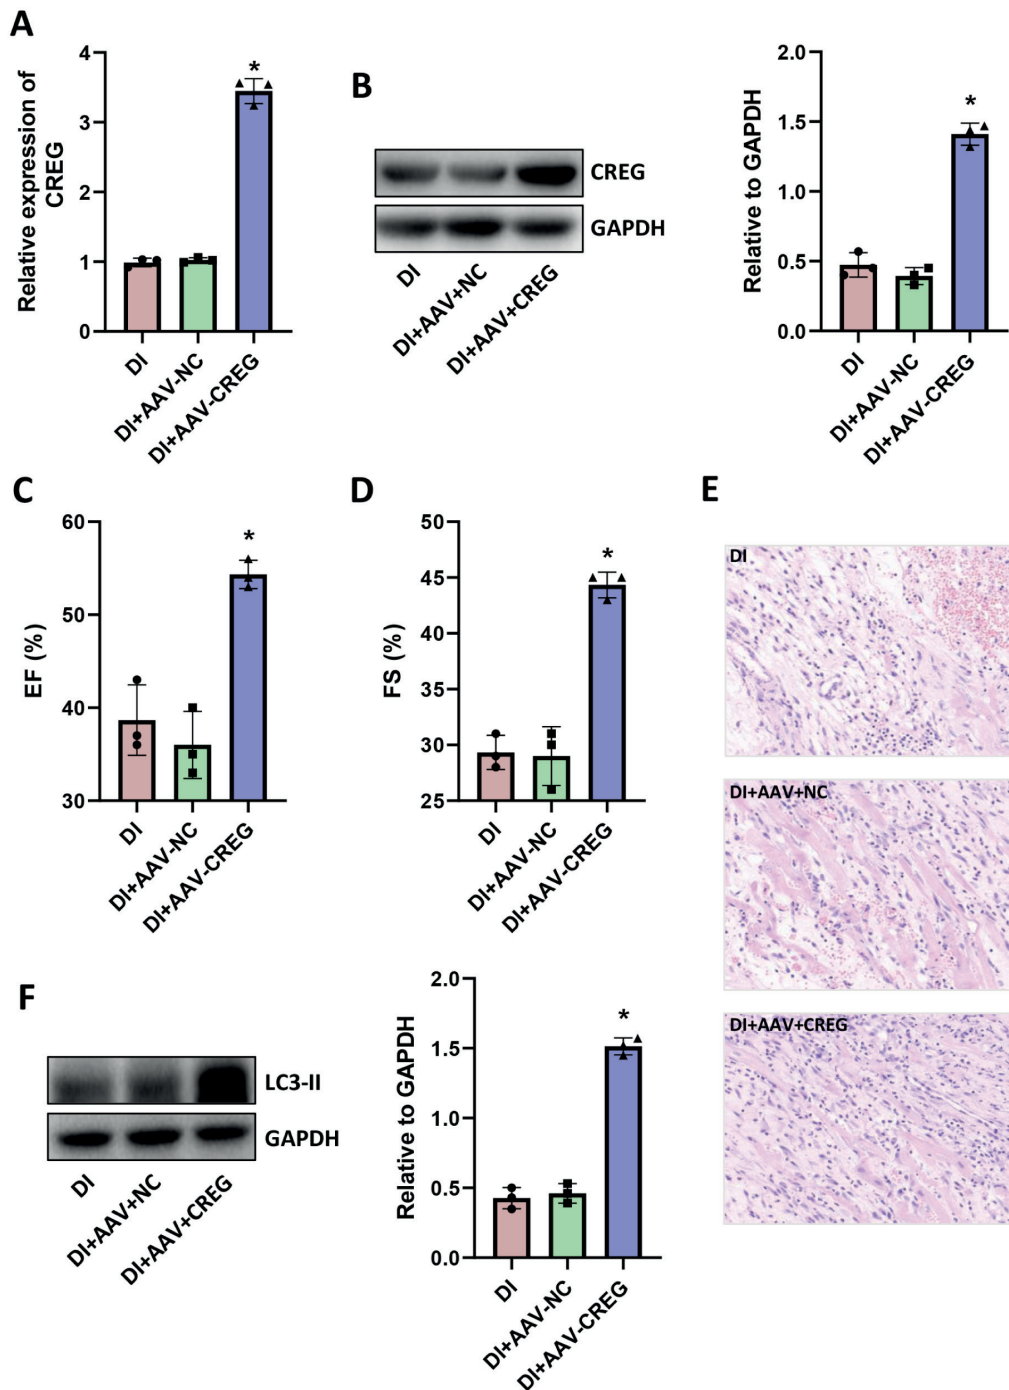 A
Relative expression of
CREG
4
3
2
1
0
*
DI
DI+AAV-NC
DI+AAV-CREG
B
CREG
GAPDH
DI
DI+AAV+NC
DI+AAV+CREG
Relative to GAPDH
2.0
1.5
1.0
0.5
0.0
*
DI
DI+AAV-NC
DI+AAV-CREG
C
EF (%)
60
50
40
30
*
DI
DI+AAV-NC
DI+AAV-CREG
D
FS (%)
50
45
40
35
30
25
*
DI
DI+AAV-NC
DI+AAV-CREG
E
DI
DI+AAV+NC
DI+AAV+CREG
F
LC3-II
GAPDH
DI
DI+AAV+NC
DI+AAV+CREG
Relative to GAPDH
2.0
1.5
1.0
0.5
0.0
*
DI
DI+AAV-NC
DI+AAV-CREG